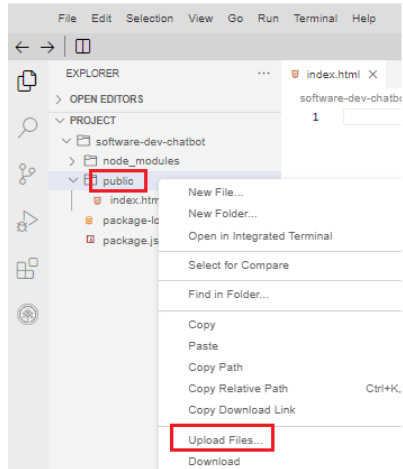 File Edit Selection View Go Run Terminal Help
EXPLORER ... index.html
OPEN EDITORS
software-dev-chatbo
PROJECT
1
software-dev-chatbot
node_modules
public
New File...
index.htm
New Folder...
package-lo
Open in Integrated Terminal
package.js
Select for Compare
Find in Folder...
Copy
Paste
Copy Path
Copy Relative Path Ctrl+K,
Copy Download Link
Upload Files...
Download